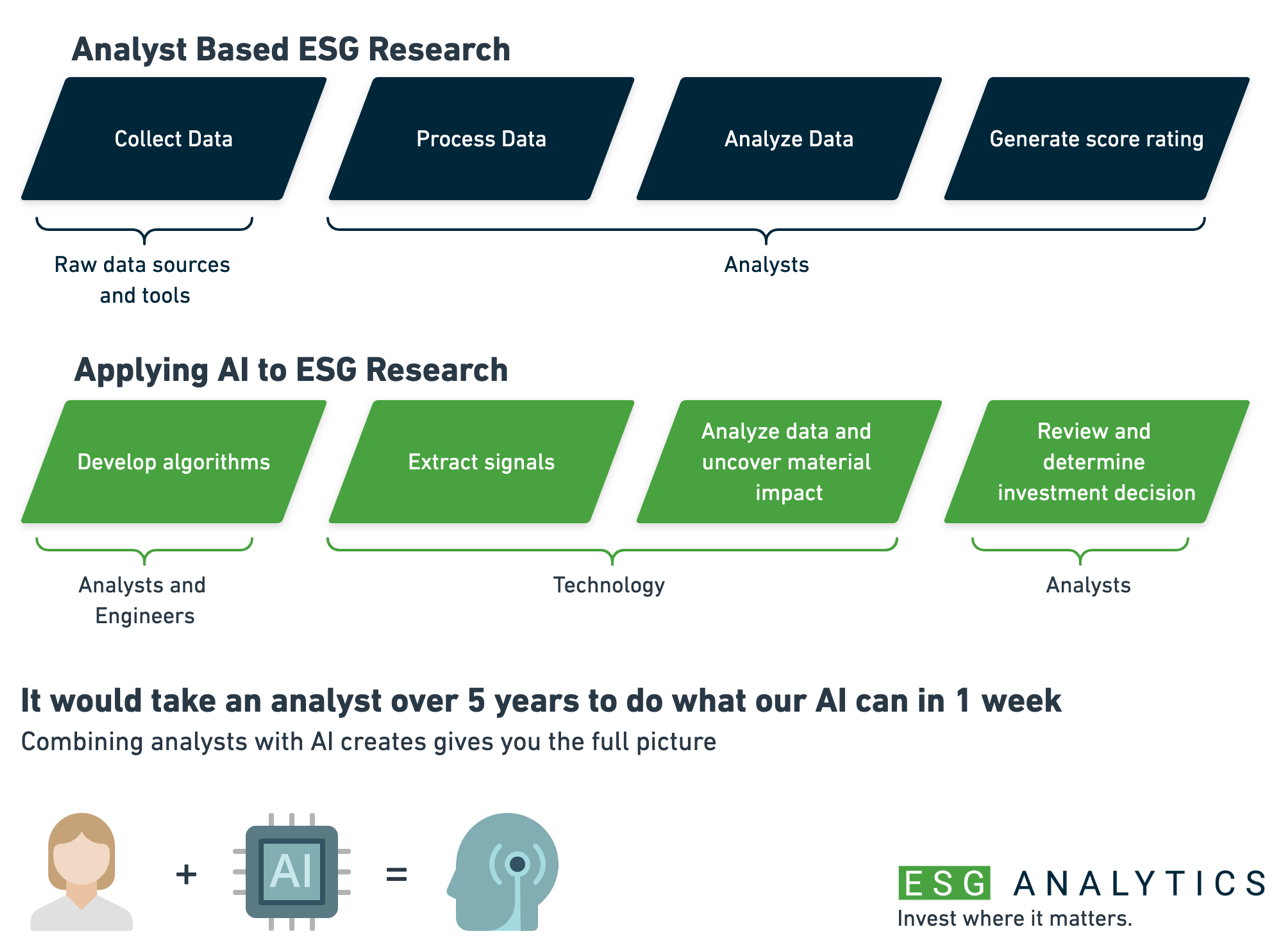 Analyst Based ESG Research
Collect Data
Process Data
Analyze Data
Generate score rating
Raw data sources
and tools
Analysts
Applying AI to ESG Research
Develop algorithms
Extract signals
Analyze data and
uncover material
impact
Review and
determine
investment decision
Analysts and
Engineers
Technology
Analysts
It would take an analyst over 5 years to do what our AI can in 1 week
Combining analysts with AI creates gives you the full picture
+
AI
=
ESG ANALYTICS
Invest where it matters.